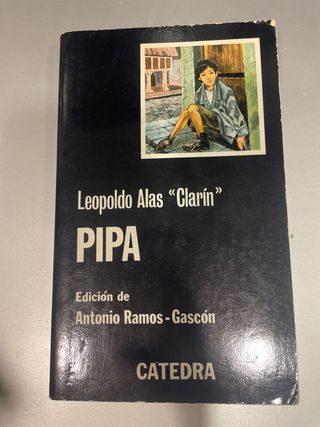 Leopoldo Alas "Clarín"
PIPA
Edición de
Antonio Ramos-Gascón
CATEDRA